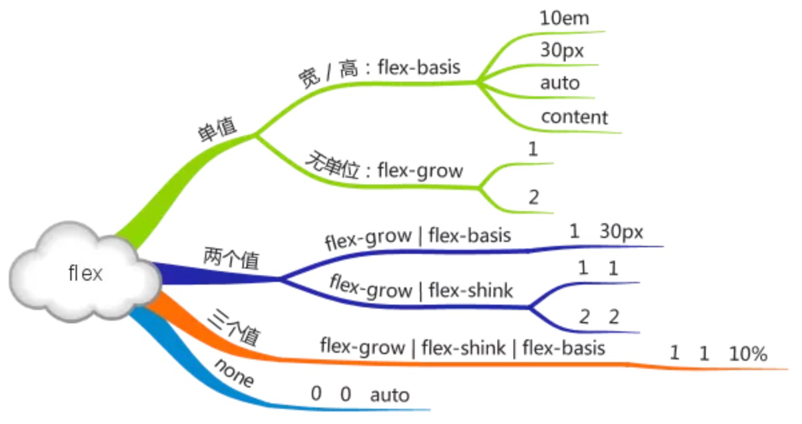 flex
单值
宽 / 高：flex-basis
10em
30px
auto
content
无单位：flex-grow
1
2
两个值
flex-grow | flex-basis
1 30px
flex-grow | flex-shink
1 1
2 2
三个值
flex-grow | flex-shink | flex-basis
1 1 10%
none
0 0 auto